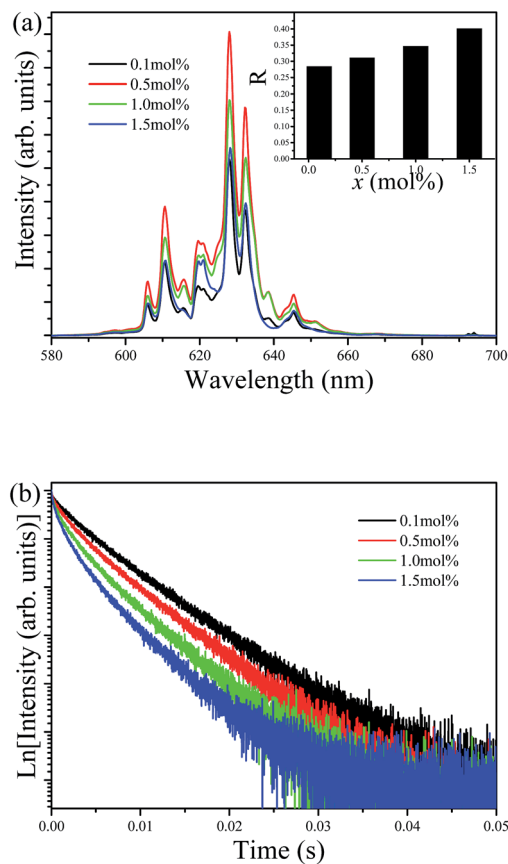 (a)
0.1mol%
0.5mol%
1.0mol%
1.5mol%
Intensity (arb. units)
580 600 620 640 660 680 700
Wavelength (nm)
R
0.40
0.35
0.30
0.25
0.20
0.15
0.10
0.05
0.00
0.0 0.5 1.0 1.5
x (mol%)
(b)
0.1mol%
0.5mol%
1.0mol%
1.5mol%
Ln[Intensity (arb. units)]
0.00 0.01 0.02 0.03 0.04 0.05
Time (s)